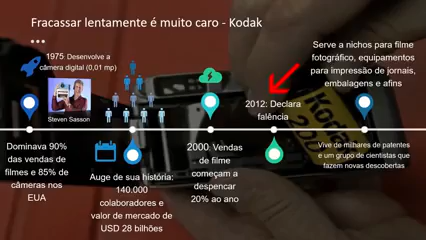 Fracassar lentamente é muito caro - Kodak
1975: Desenvolve a
câmera digital (0,01 mp)
Steven Sasson
Dominava 90%
das vendas de
filmes e 85% de
câmeras nos
EUA
Auge de sua história:
140.000
colaboradores e
valor de mercado de
USD 28 bilhões
2000: Vendas
de filme
começam a
despencar
20% ao ano
2012: Declara
falência
Serve a nichos para filme
fotográfico, equipamentos
para impressão de jornais,
embalagens e afins
Vive de milhares de patentes
e um grupo de cientistas que
fazem novas descobertas
Kodak